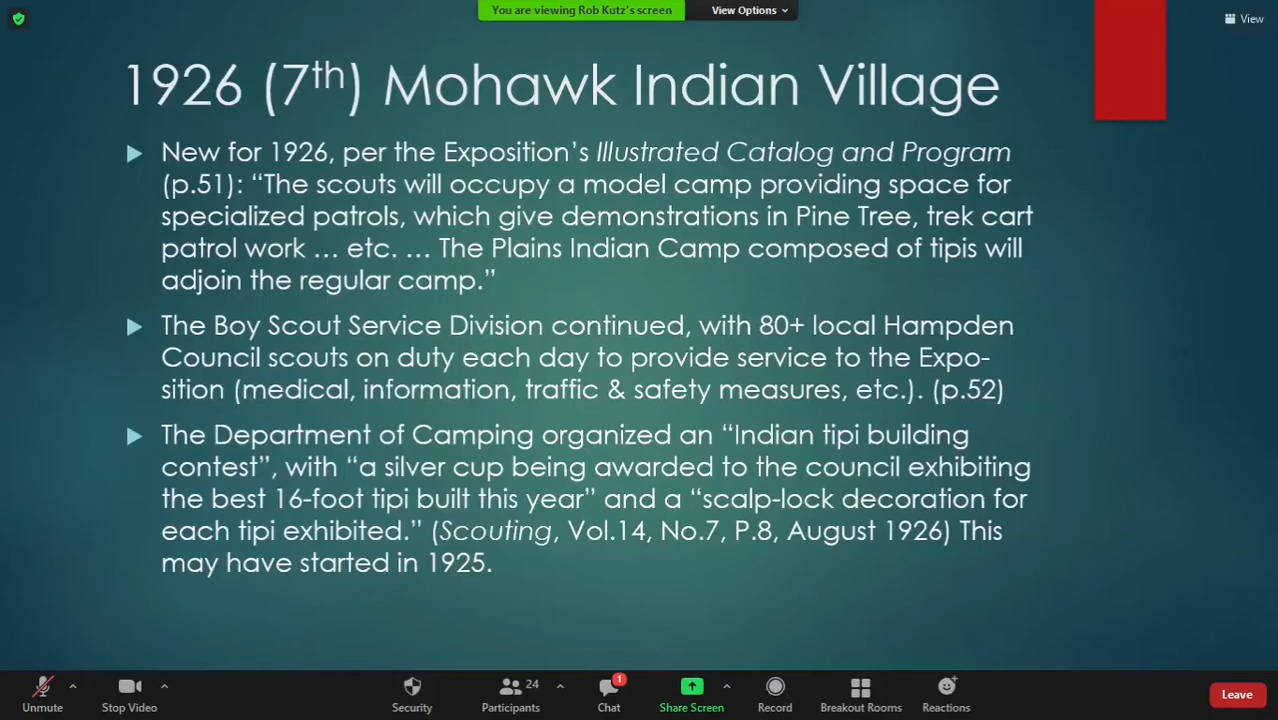 You are viewing Rob Kutz's screen View Options
View
1926 (7th) Mohawk Indian Village
New for 1926, per the Exposition’s Illustrated Catalog and Program
(p.51): “The scouts will occupy a model camp providing space for
specialized patrols, which give demonstrations in Pine Tree, trek cart
patrol work … etc. … The Plains Indian Camp composed of tipis will
adjoin the regular camp.”
The Boy Scout Service Division continued, with 80+ local Hampden
Council scouts on duty each day to provide service to the Expo-
sition (medical, information, traffic & safety measures, etc.). (p.52)
The Department of Camping organized an “Indian tipi building
contest”, with “a silver cup being awarded to the council exhibiting
the best 16-foot tipi built this year” and a “scalp-lock decoration for
each tipi exhibited.” (Scouting, Vol.14, No.7, P.8, August 1926) This
may have started in 1925.
24 1
Unmute Stop Video Security Participants Chat Share Screen Record Breakout Rooms Reactions Leave